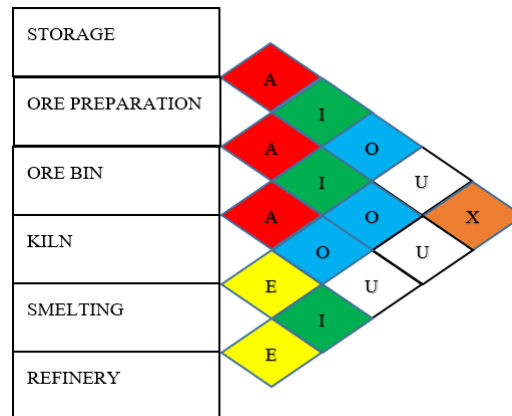 STORAGE
A
ORE PREPARATION
I
A
O
ORE BIN
I
U
A
O
X
KILN
O
U
E
U
SMELTING
I
E
REFINERY